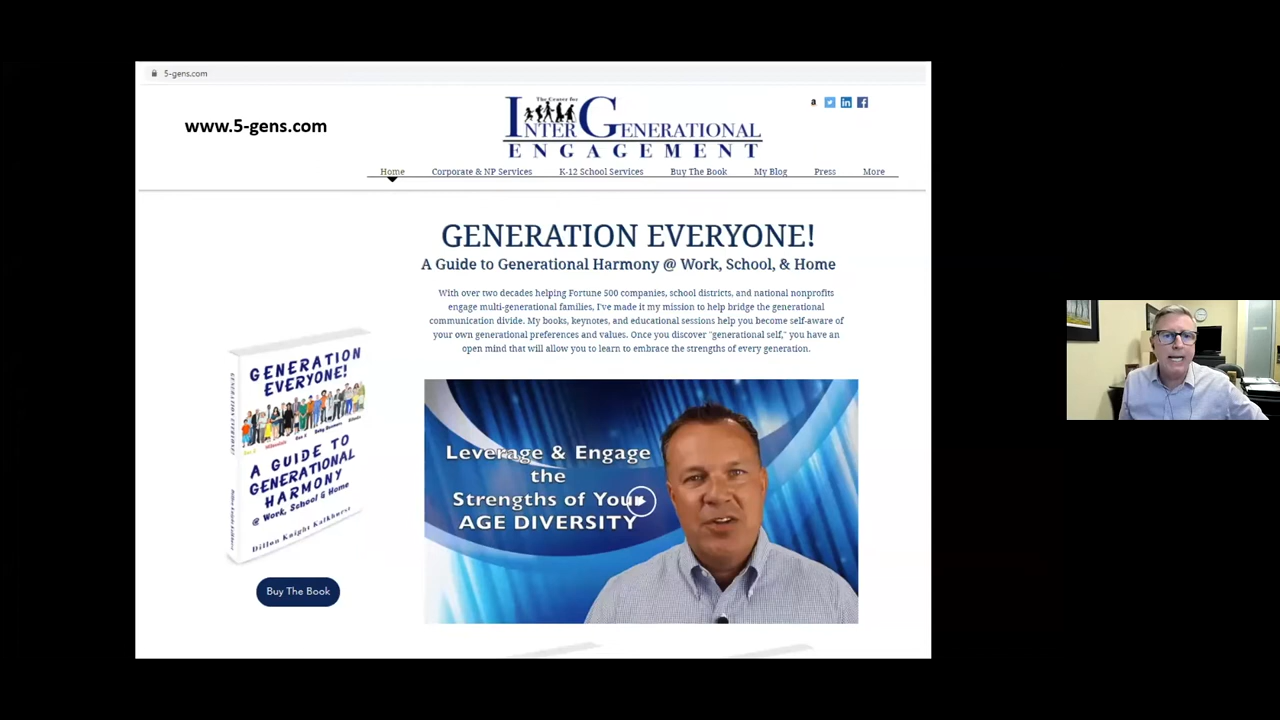 5-gens.com
www.5-gens.com
The Center for
INTERGENERATIONAL
ENGAGEMENT
Home Corporate & NP Services K-12 School Services Buy The Book My Blog Press More
GENERATION EVERYONE!
A Guide to Generational Harmony @ Work, School, & Home
With over two decades helping Fortune 500 companies, school districts, and national nonprofits
engage multi-generational families, I've made it my mission to help bridge the generational
communication divide. My books, keynotes, and educational sessions help you become self-aware of
your own generational preferences and values. Once you discover "generational self," you have an
open mind that will allow you to learn to embrace the strengths of every generation.
GENERATION
EVERYONE!
A GUIDE TO
GENERATIONAL
HARMONY
@ Work, School & Home
Dillon Knight Kalkhurst
Buy The Book
Leverage & Engage
the
Strengths of Your
AGE DIVERSITY